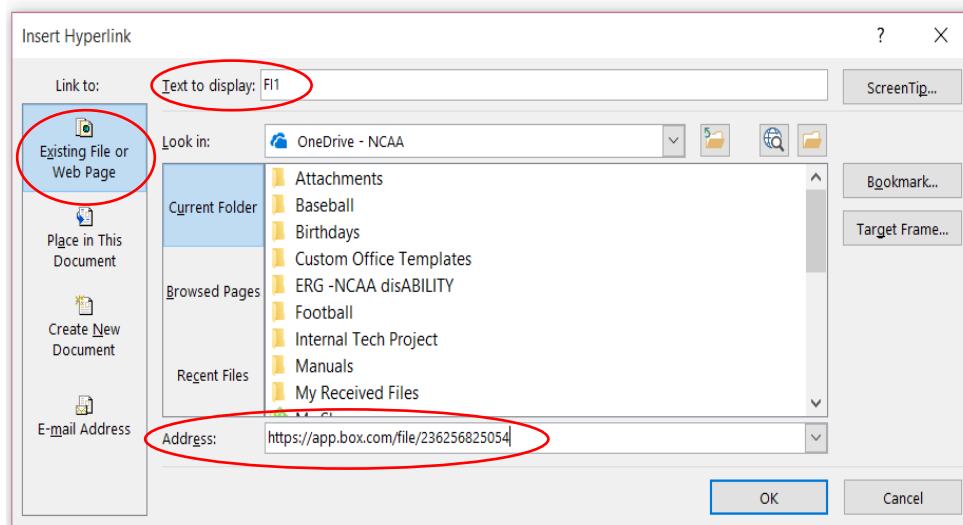 Insert Hyperlink
?
Link to:
Text to display: FI1
ScreenTip...
Existing File or
Web Page
Look in: OneDrive - NCAA
5
Current Folder
Attachments
Baseball
Birthdays
Custom Office Templates
ERG -NCAA disABILITY
Football
Internal Tech Project
Manuals
My Received Files
Bookmark...
Target Frame...
Place in This
Document
Browsed Pages
Create New
Document
Recent Files
E-mail Address
Address: https://app.box.com/file/236256825054
OK
Cancel